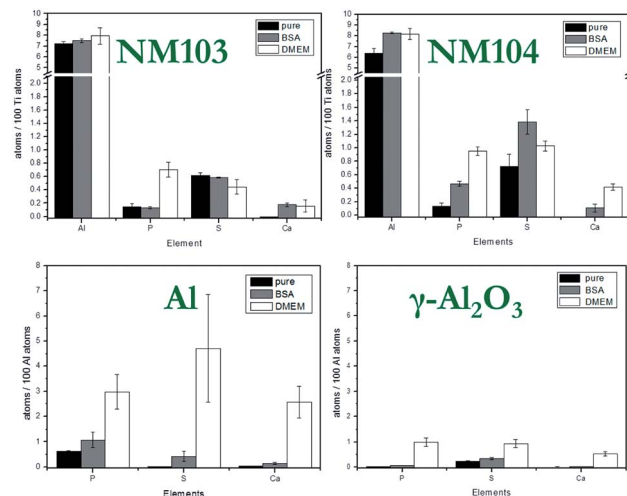 NM103
pure
BSA
DMEM
atoms / 100 Ti atoms
10
9
8
7
6
5
2.0
1.8
1.6
1.4
1.2
1.0
0.8
0.6
0.4
0.2
0.0
Al P S Ca
Element
NM104
pure
BSA
DMEM
atoms / 100 Ti atoms
10
9
8
7
6
5
2.0
1.8
1.6
1.4
1.2
1.0
0.8
0.6
0.4
0.2
0.0
Al P S Ca
Elements
Al
pure
BSA
DMEM
atoms / 100 Al atoms
8
7
6
5
4
3
2
1
0
P S Ca
Elements
γ-Al₂O₃
pure
BSA
DMEM
atoms / 100 Al atoms
8
7
6
5
4
3
2
1
0
P S Ca
Elements